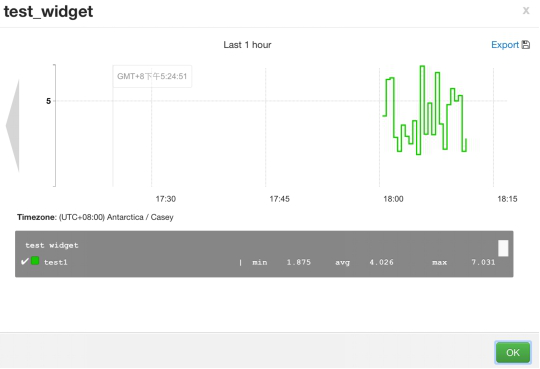 test_widget
x
Last 1 hour
Export
GMT+8下午5:24:51
5
17:30 17:45 18:00 18:15
Timezone: (UTC+08:00) Antarctica / Casey
test widget
test1 | min 1.875 avg 4.026 max 7.031
OK